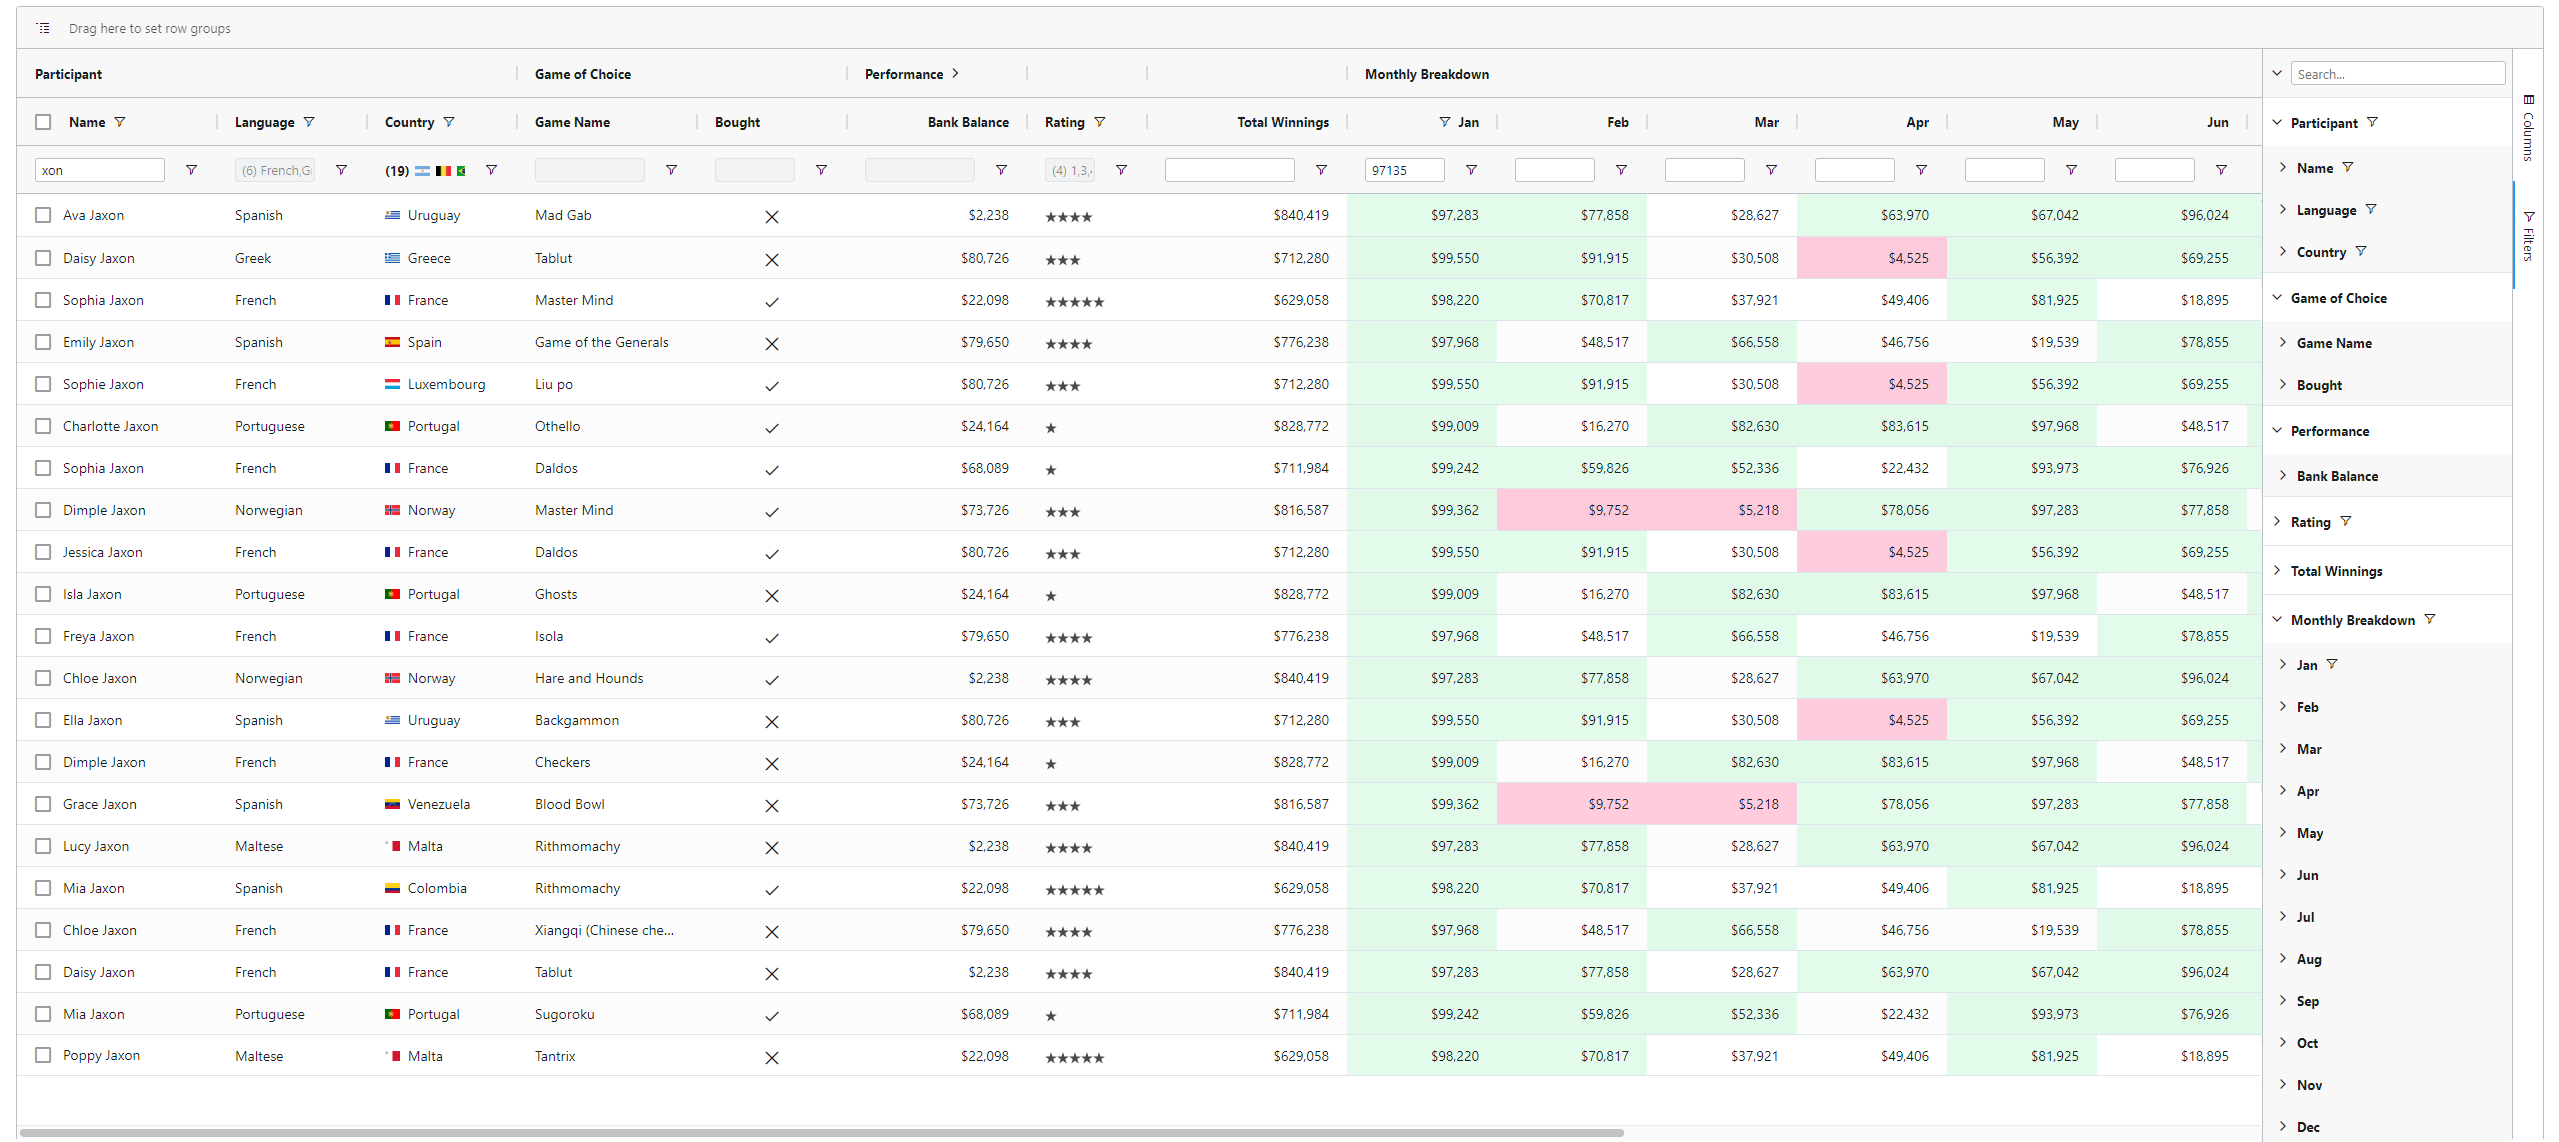 Drag here to set row groups
Participant Game of Choice Performance Monthly Breakdown
Name Language Country Game Name Bought Bank Balance Rating Total Winnings Jan Feb Mar Apr May Jun
xon (6) French,Gr (19) (4) 1,3,4 97135
Ava Jaxon Spanish Uruguay Mad Gab $2,238 ★★★★ $840,419 $97,283 $77,858 $28,627 $63,970 $67,042 $96,024
Daisy Jaxon Greek Greece Tablut $80,726 ★★★ $712,280 $99,550 $91,915 $30,508 $4,525 $56,392 $69,255
Sophia Jaxon French France Master Mind $22,098 ★★★★★ $629,058 $98,220 $70,817 $37,921 $49,406 $81,925 $18,895
Emily Jaxon Spanish Spain Game of the Generals $79,650 ★★★★ $776,238 $97,968 $48,517 $66,558 $46,756 $19,539 $78,855
Sophie Jaxon French Luxembourg Liu po $80,726 ★★★ $712,280 $99,550 $91,915 $30,508 $4,525 $56,392 $69,255
Charlotte Jaxon Portuguese Portugal Othello $24,164 ★ $828,772 $99,009 $16,270 $82,630 $83,615 $97,968 $48,517
Sophia Jaxon French France Daldos $68,089 ★ $711,984 $99,242 $59,826 $52,336 $22,432 $93,973 $76,926
Dimple Jaxon Norwegian Norway Master Mind $73,726 ★★★ $816,587 $99,362 $9,752 $5,218 $78,056 $97,283 $77,858
Jessica Jaxon French France Daldos $80,726 ★★★ $712,280 $99,550 $91,915 $30,508 $4,525 $56,392 $69,255
Isla Jaxon Portuguese Portugal Ghosts $24,164 ★ $828,772 $99,009 $16,270 $82,630 $83,615 $97,968 $48,517
Freya Jaxon French France Isola $79,650 ★★★★ $776,238 $97,968 $48,517 $66,558 $46,756 $19,539 $78,855
Chloe Jaxon Norwegian Norway Hare and Hounds $2,238 ★★★★ $840,419 $97,283 $77,858 $28,627 $63,970 $67,042 $96,024
Ella Jaxon Spanish Uruguay Backgammon $80,726 ★★★ $712,280 $99,550 $91,915 $30,508 $4,525 $56,392 $69,255
Dimple Jaxon French France Checkers $24,164 ★ $828,772 $99,009 $16,270 $82,630 $83,615 $97,968 $48,517
Grace Jaxon Spanish Venezuela Blood Bowl $73,726 ★★★ $816,587 $99,362 $9,752 $5,218 $78,056 $97,283 $77,858
Lucy Jaxon Maltese Malta Rithmomachy $2,238 ★★★★ $840,419 $97,283 $77,858 $28,627 $63,970 $67,042 $96,024
Mia Jaxon Spanish Colombia Rithmomachy $22,098 ★★★★★ $629,058 $98,220 $70,817 $37,921 $49,406 $81,925 $18,895
Chloe Jaxon French France Xiangqi (Chinese che... $79,650 ★★★★ $776,238 $97,968 $48,517 $66,558 $46,756 $19,539 $78,855
Daisy Jaxon French France Tablut $2,238 ★★★★ $840,419 $97,283 $77,858 $28,627 $63,970 $67,042 $96,024
Mia Jaxon Portuguese Portugal Sugoroku $68,089 ★ $711,984 $99,242 $59,826 $52,336 $22,432 $93,973 $76,926
Poppy Jaxon Maltese Malta Tantrix $22,098 ★★★★★ $629,058 $98,220 $70,817 $37,921 $49,406 $81,925 $18,895
Search...
Participant
Name
Language
Country
Game of Choice
Game Name
Bought
Performance
Bank Balance
Rating
Total Winnings
Monthly Breakdown
Jan
Feb
Mar
Apr
May
Jun
Jul
Aug
Sep
Oct
Nov
Dec
Columns
Filters